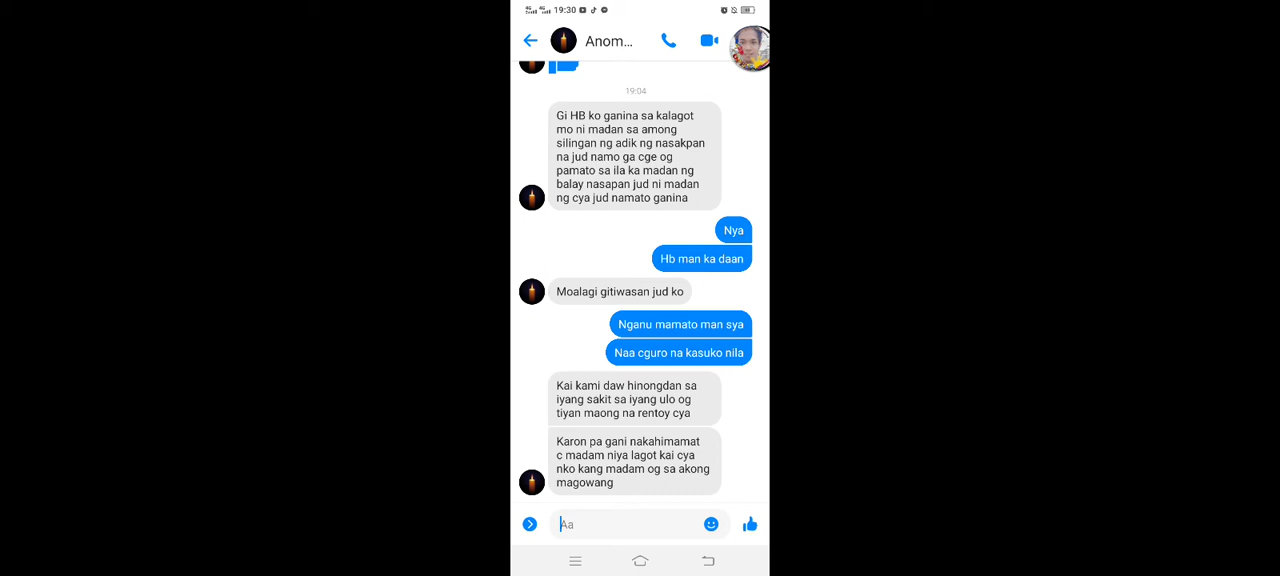 19:30
Anom...
19:04
Gi HB ko ganina sa kalagot
mo ni madan sa among
silingan ng adik ng nasakpan
na jud namo ga cge og
pamato sa ila ka madan ng
balay nasapan jud ni madan
ng cya jud namato ganina
Nya
Hb man ka daan
Moalagi gitiwasan jud ko
Nganu mamato man sya
Naa cguro na kasuko nila
Kai kami daw hinongdan sa
iyang sakit sa iyang ulo og
tiyan maong na rentoy cya
Karon pa gani nakahimamat
c madam niya lagot kai cya
nko kang madam og sa akong
magowang
Aa